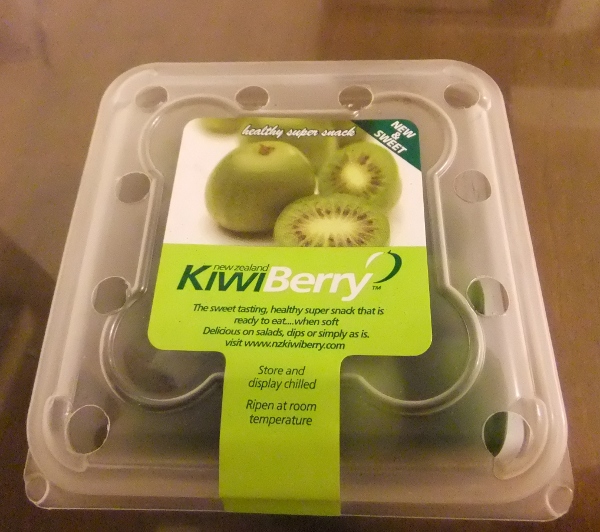 healthy super snack
NEW
&
SWEET
new zealand
KiwiBerry™
The sweet tasting, healthy super snack that is
ready to eat....when soft
Delicious on salads, dips or simply as is.
visit www.nzkiwiberry.com
Store and
display chilled
Ripen at room
temperature